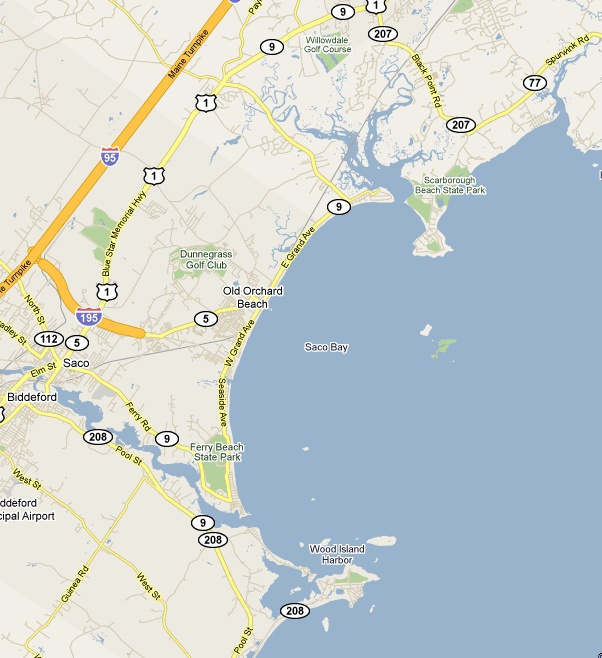 9
1
207
9
Willowdale
Golf Course
Maine Turnpike
Black Point Rd
Spurwink Rd
77
1
207
95
1
Scarborough
Beach State Park
9
Blue Star Memorial Hwy
E Grand Ave
Dunnegrass
Golf Club
Turnpike
1
Old Orchard
Beach
North St
195
5
112
5
W Grand Ave
Saco Bay
Elm St
Saco
Biddeford
Seaside Ave
Ferry Rd
208
9
Ferry Beach
State Park
Pool St
West St
ddeford
cipal Airport
9
208
Wood Island
Harbor
Guinea Rd
West St
208
Pool St